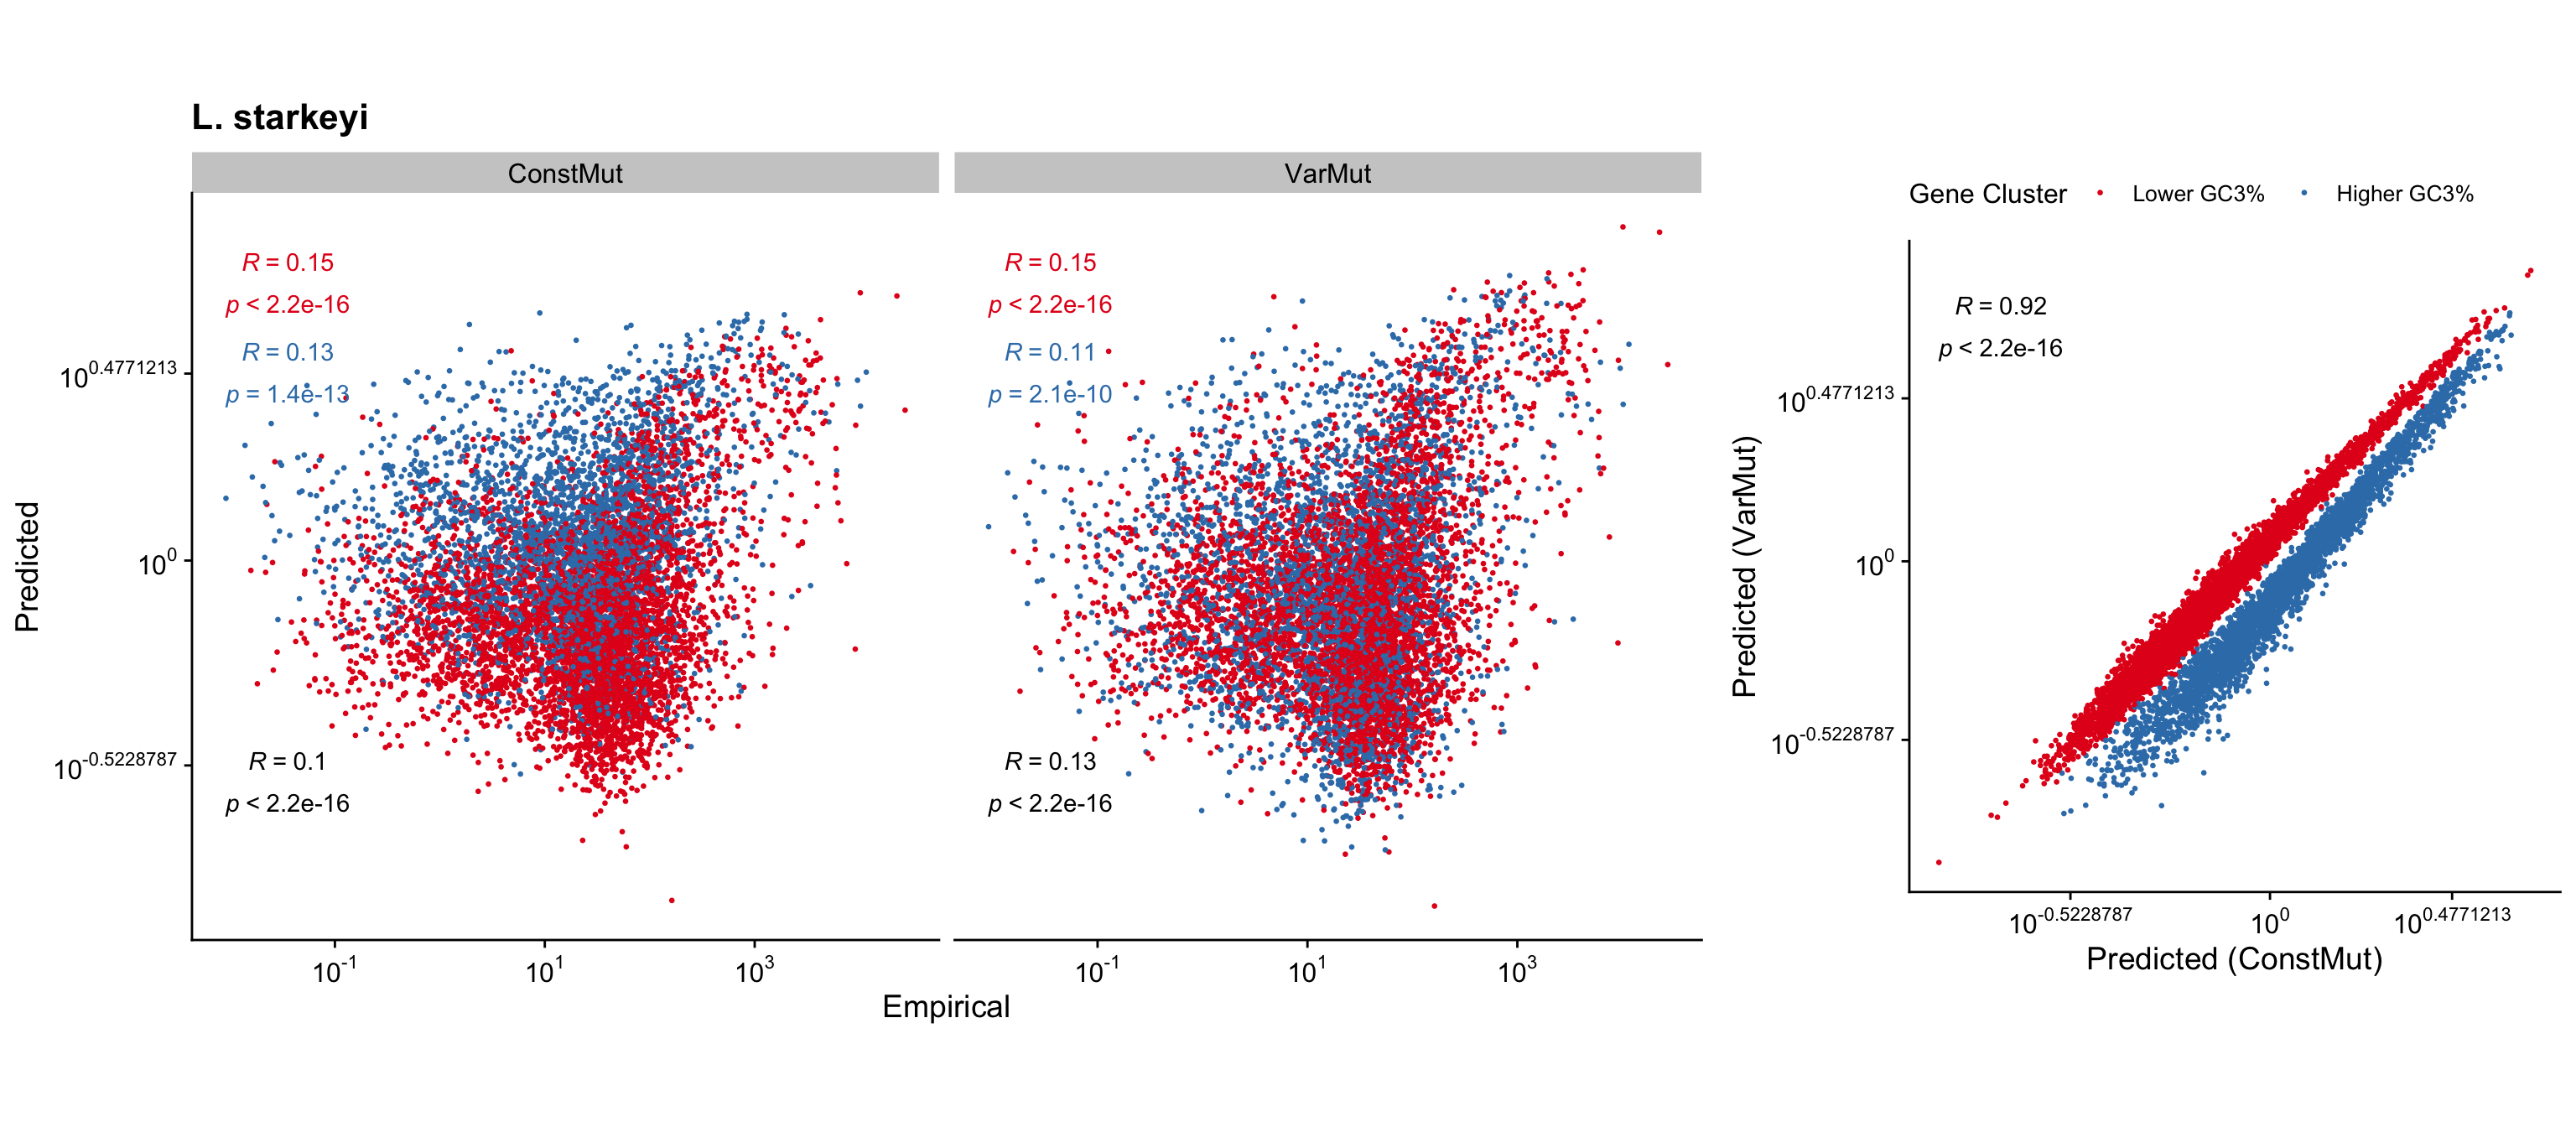 L. starkeyi
ConstMut
VarMut
R = 0.15
p < 2.2e-16
R = 0.13
p = 1.4e-13
R = 0.1
p < 2.2e-16
R = 0.15
p < 2.2e-16
R = 0.11
p = 2.1e-10
R = 0.13
p < 2.2e-16
Predicted
10^0.4771213
10^0
10^-0.5228787
10^-1
10^1
10^3
10^-1
10^1
10^3
Empirical
Gene Cluster Lower GC3% Higher GC3%
R = 0.92
p < 2.2e-16
Predicted (VarMut)
10^0.4771213
10^0
10^-0.5228787
10^-0.5228787
10^0
10^0.4771213
Predicted (ConstMut)